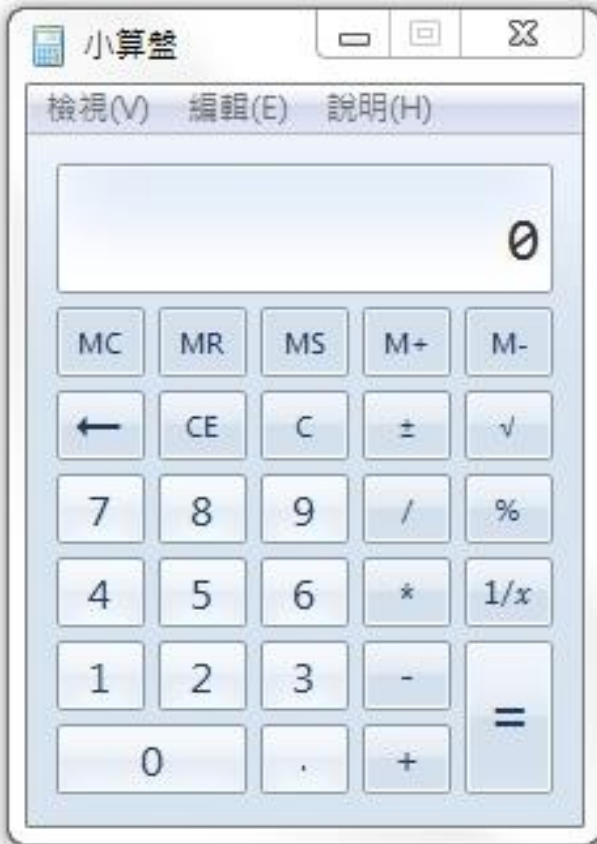 小算盤
檢視(V) 編輯(E) 說明(H)
0
MC MR MS M+ M-
← CE C ± √
7 8 9 / %
4 5 6 * 1/x
1 2 3 - =
0 . +